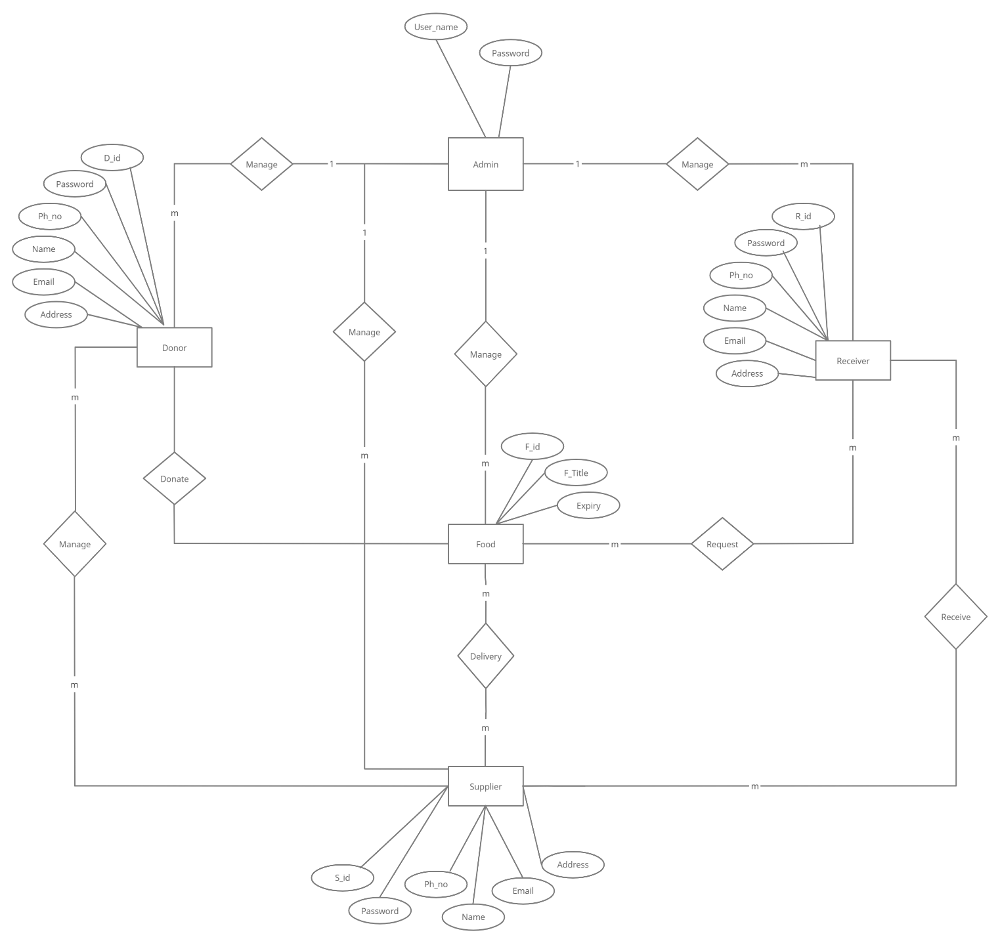 User_name
Password
Manage
1
Admin
1
Manage
m
D_id
Password
Ph_no
Name
Email
Address
m
1
1
R_id
Password
Ph_no
Name
Email
Address
Donor
Manage
Manage
Receiver
m
m
m
m
m
F_id
F_Title
Expiry
Donate
Manage
Food
m
Request
m
Receive
Delivery
m
m
Supplier
m
S_id
Password
Ph_no
Name
Email
Address